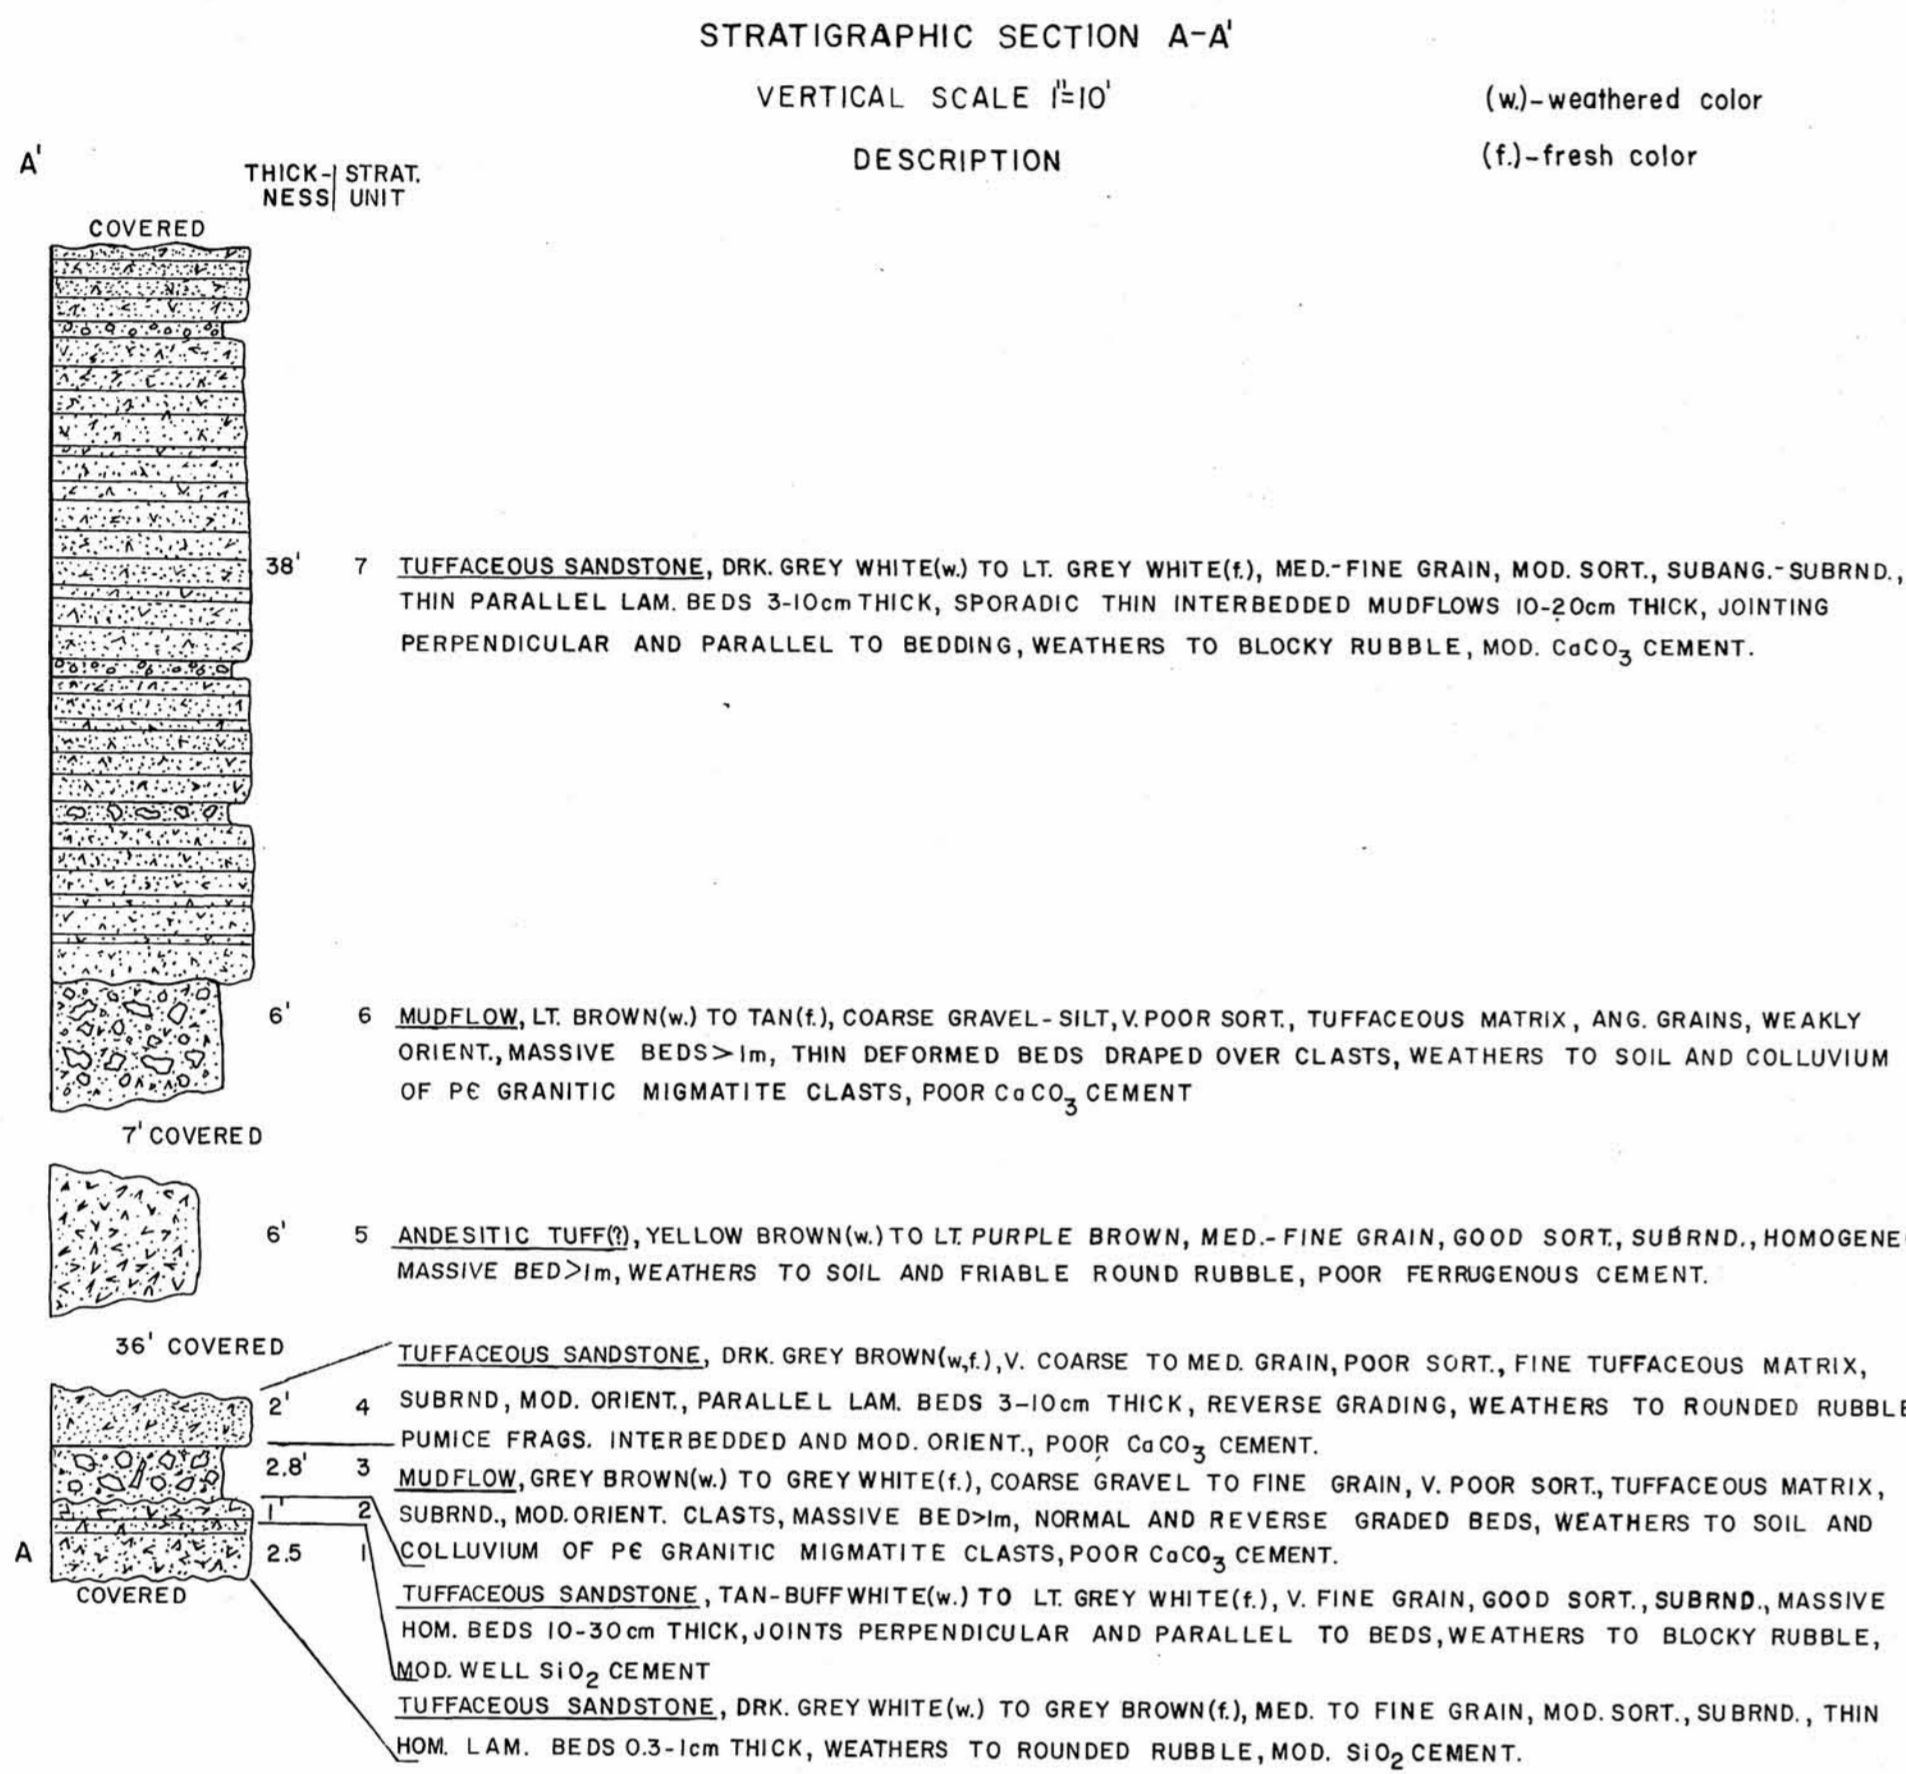 STRATIGRAPHIC SECTION A-A'
VERTICAL SCALE 1"=10'
(w.)-weathered color
DESCRIPTION
(f.)-fresh color
A'
THICK-NESS | STRAT. UNIT
COVERED
38' 7 TUFFACEOUS SANDSTONE, DRK. GREY WHITE(w.) TO LT. GREY WHITE(f.), MED.-FINE GRAIN, MOD. SORT., SUBANG.-SUBRND.,
THIN PARALLEL LAM. BEDS 3-10cm THICK, SPORADIC THIN INTERBEDDED MUDFLOWS 10-20cm THICK, JOINTING
PERPENDICULAR AND PARALLEL TO BEDDING, WEATHERS TO BLOCKY RUBBLE, MOD. CaCO3 CEMENT.
6' 6 MUDFLOW, LT. BROWN(w.) TO TAN(f.), COARSE GRAVEL-SILT, V. POOR SORT., TUFFACEOUS MATRIX, ANG. GRAINS, WEAKLY
ORIENT., MASSIVE BEDS>1m, THIN DEFORMED BEDS DRAPED OVER CLASTS, WEATHERS TO SOIL AND COLLUVIUM
OF P€ GRANITIC MIGMATITE CLASTS, POOR CaCO3 CEMENT
7' COVERED
6' 5 ANDESITIC TUFF(?), YELLOW BROWN(w.) TO LT. PURPLE BROWN, MED.-FINE GRAIN, GOOD SORT., SUBRND., HOMOGENE
MASSIVE BED>1m, WEATHERS TO SOIL AND FRIABLE ROUND RUBBLE, POOR FERRUGENOUS CEMENT.
36' COVERED
TUFFACEOUS SANDSTONE, DRK. GREY BROWN(w,f.), V. COARSE TO MED. GRAIN, POOR SORT., FINE TUFFACEOUS MATRIX,
2' 4 SUBRND, MOD. ORIENT., PARALLEL LAM. BEDS 3-10cm THICK, REVERSE GRADING, WEATHERS TO ROUNDED RUBBLE
PUMICE FRAGS. INTERBEDDED AND MOD. ORIENT., POOR CaCO3 CEMENT.
2.8' 3 MUDFLOW, GREY BROWN(w.) TO GREY WHITE(f.), COARSE GRAVEL TO FINE GRAIN, V. POOR SORT., TUFFACEOUS MATRIX,
1' 2 SUBRND., MOD. ORIENT. CLASTS, MASSIVE BED>1m, NORMAL AND REVERSE GRADED BEDS, WEATHERS TO SOIL AND
A 2.5 1 COLLUVIUM OF P€ GRANITIC MIGMATITE CLASTS, POOR CaCO3 CEMENT.
COVERED
TUFFACEOUS SANDSTONE, TAN-BUFF WHITE(w.) TO LT. GREY WHITE(f.), V. FINE GRAIN, GOOD SORT., SUBRND., MASSIVE
HOM. BEDS 10-30cm THICK, JOINTS PERPENDICULAR AND PARALLEL TO BEDS, WEATHERS TO BLOCKY RUBBLE,
MOD. WELL SiO2 CEMENT
TUFFACEOUS SANDSTONE, DRK. GREY WHITE(w.) TO GREY BROWN(f.), MED. TO FINE GRAIN, MOD. SORT., SUBRND., THIN
HOM. LAM. BEDS 0.3-1cm THICK, WEATHERS TO ROUNDED RUBBLE, MOD. SiO2 CEMENT.